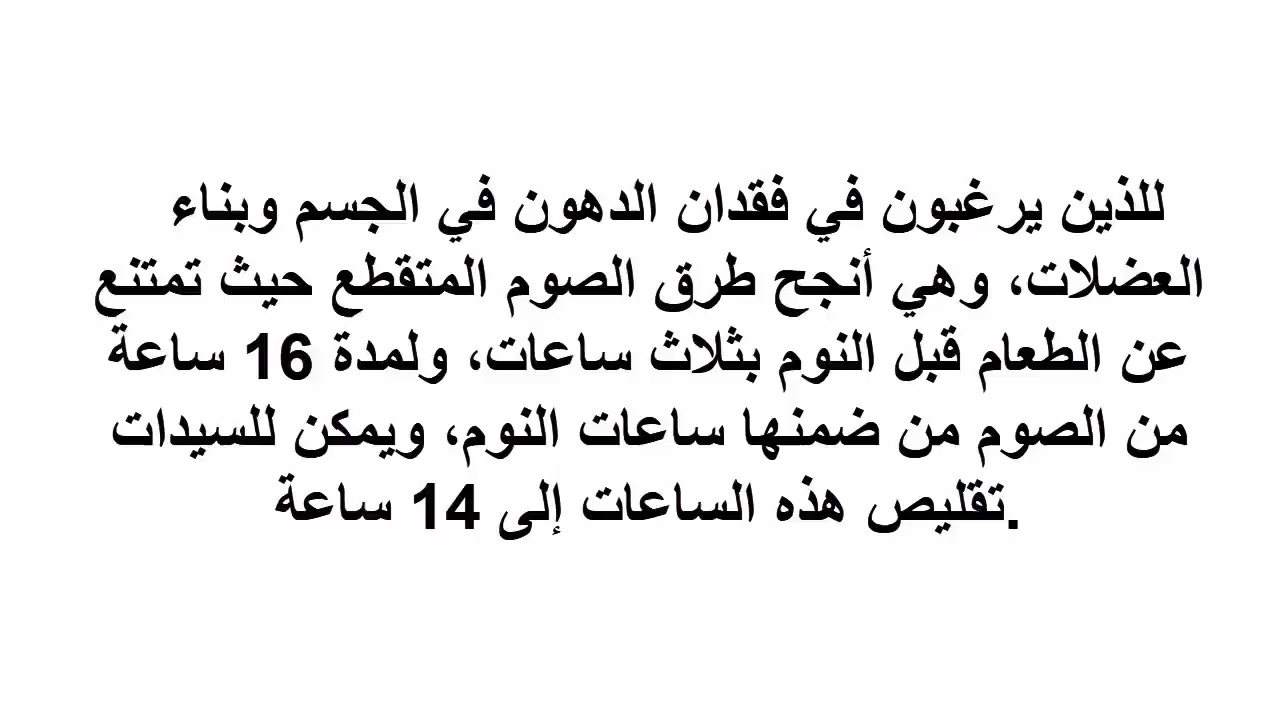 للذين يرغبون في فقدان الدهون في الجسم وبناء
العضلات، وهي أنجح طرق الصوم المتقطع حيث تمتنع
عن الطعام قبل النوم بثلاث ساعات، ولمدة 16 ساعة
من الصوم من ضمنها ساعات النوم، ويمكن للسيدات
.تقليص هذه الساعات إلى 14 ساعة